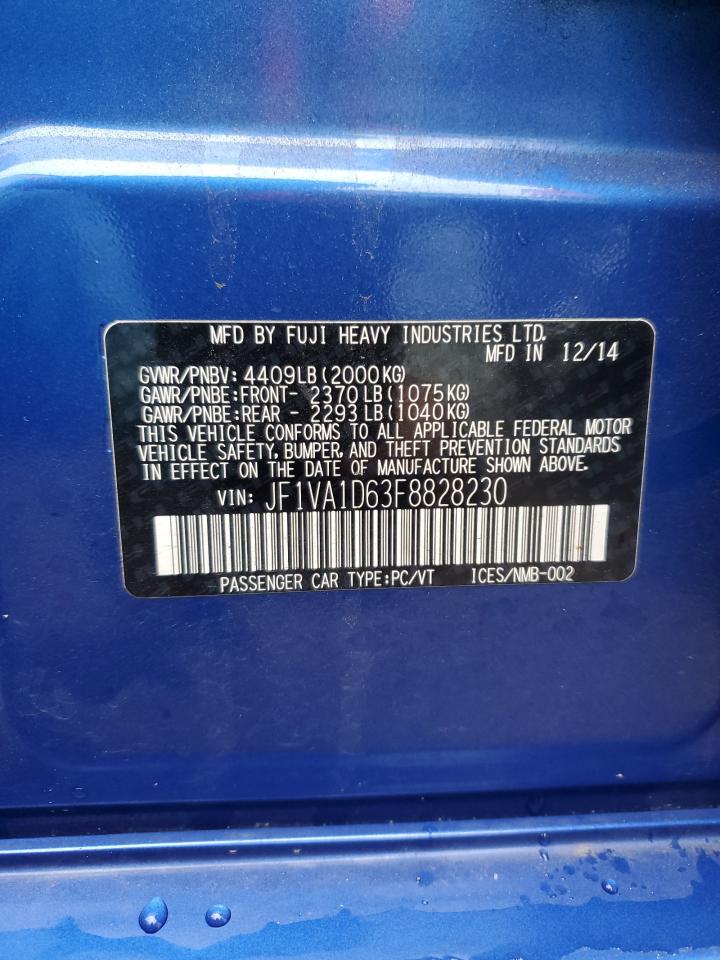 MFD BY FUJI HEAVY INDUSTRIES LTD.
MFD IN 12/14
GVWR/PNBV: 4409LB (2000KG)
GAWR/PNBE:FRONT- 2370LB (1075KG)
GAWR/PNBE:REAR - 2293LB (1040KG)
THIS VEHICLE CONFORMS TO ALL APPLICABLE FEDERAL MOTOR
VEHICLE SAFETY, BUMPER, AND THEFT PREVENTION STANDARDS
IN EFFECT ON THE DATE OF MANUFACTURE SHOWN ABOVE.
VIN: JF1VA1D63F8828230
PASSENGER CAR TYPE:PC/VT ICES/NMB-002